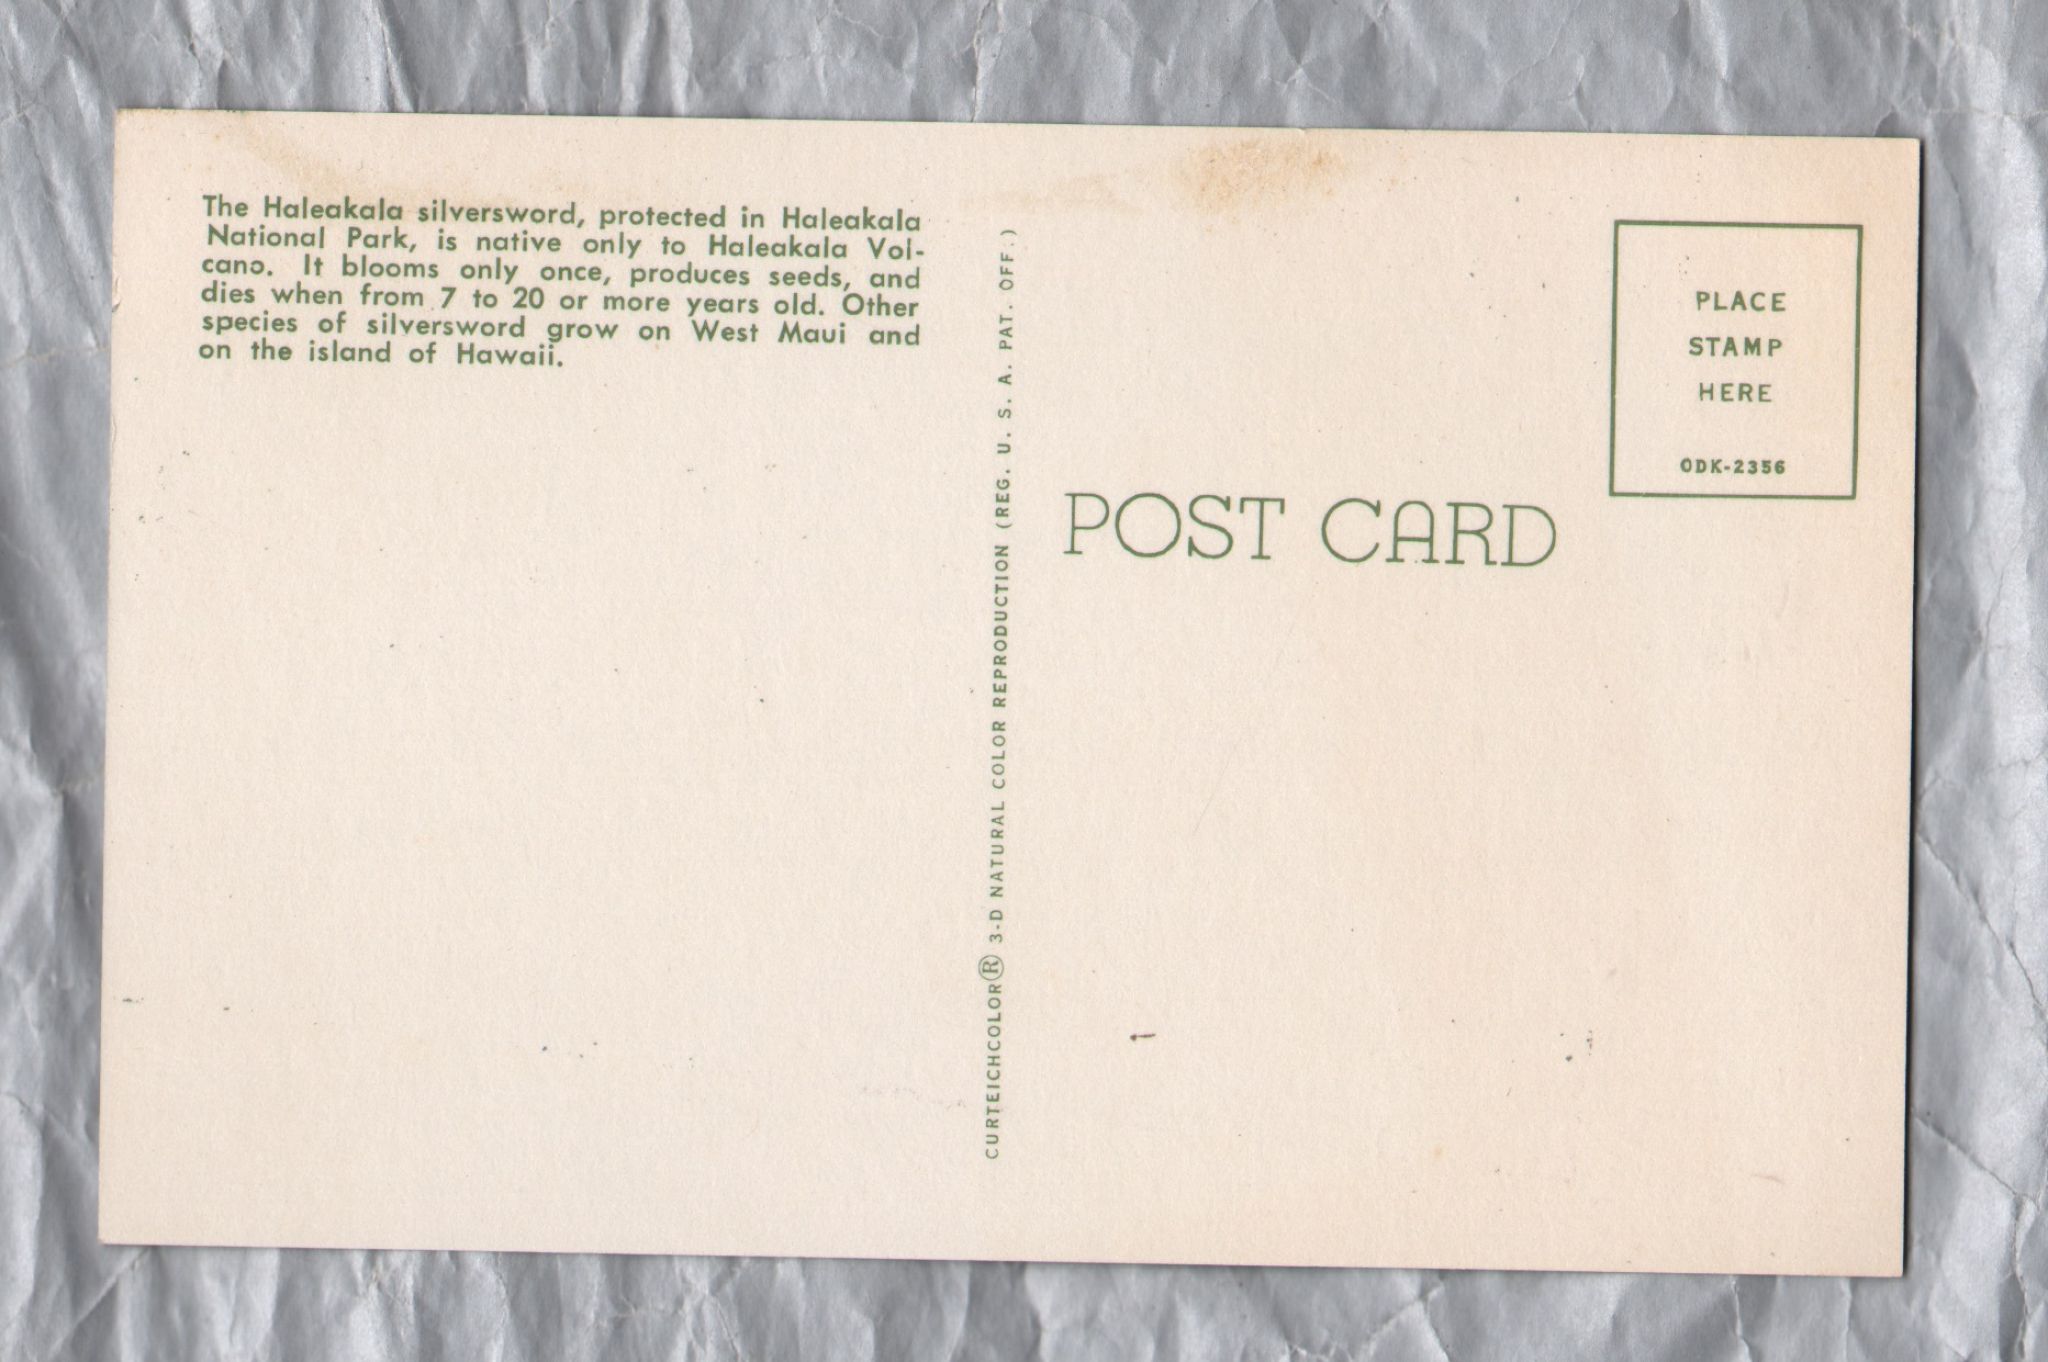 The Haleakala silversword, protected in Haleakala
National Park, is native only to Haleakala Vol-
cano. It blooms only once, produces seeds, and
dies when from 7 to 20 or more years old. Other
species of silversword grow on West Maui and
on the island of Hawaii.
CURTEICHCOLOR® 3-D NATURAL COLOR REPRODUCTION (REG. U. S. A. PAT. OFF.)
POST CARD
PLACE
STAMP
HERE
ODK-2356